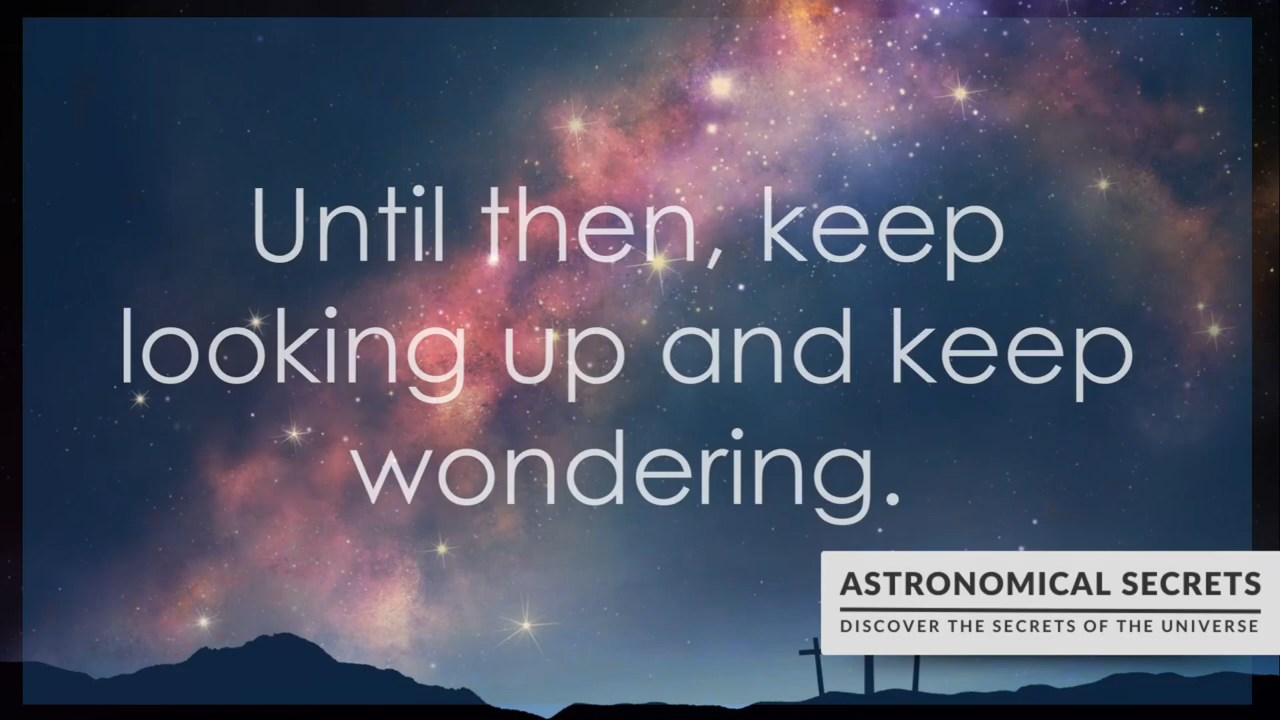 Until then, keep
looking up and keep
wondering.
ASTRONOMICAL SECRETS
DISCOVER THE SECRETS OF THE UNIVERSE